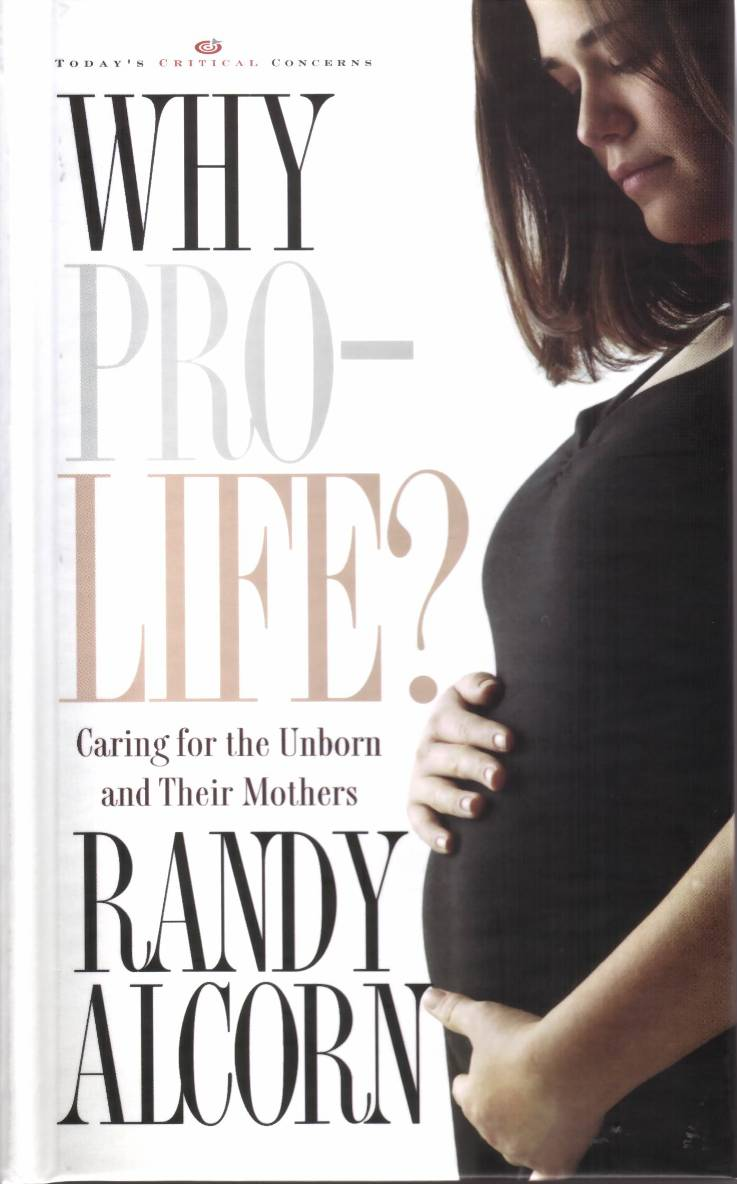 TODAY'S CRITICAL CONCERNS
WHY
PRO-
LIFE?
Caring for the Unborn
and Their Mothers
RANDY
ALCORN